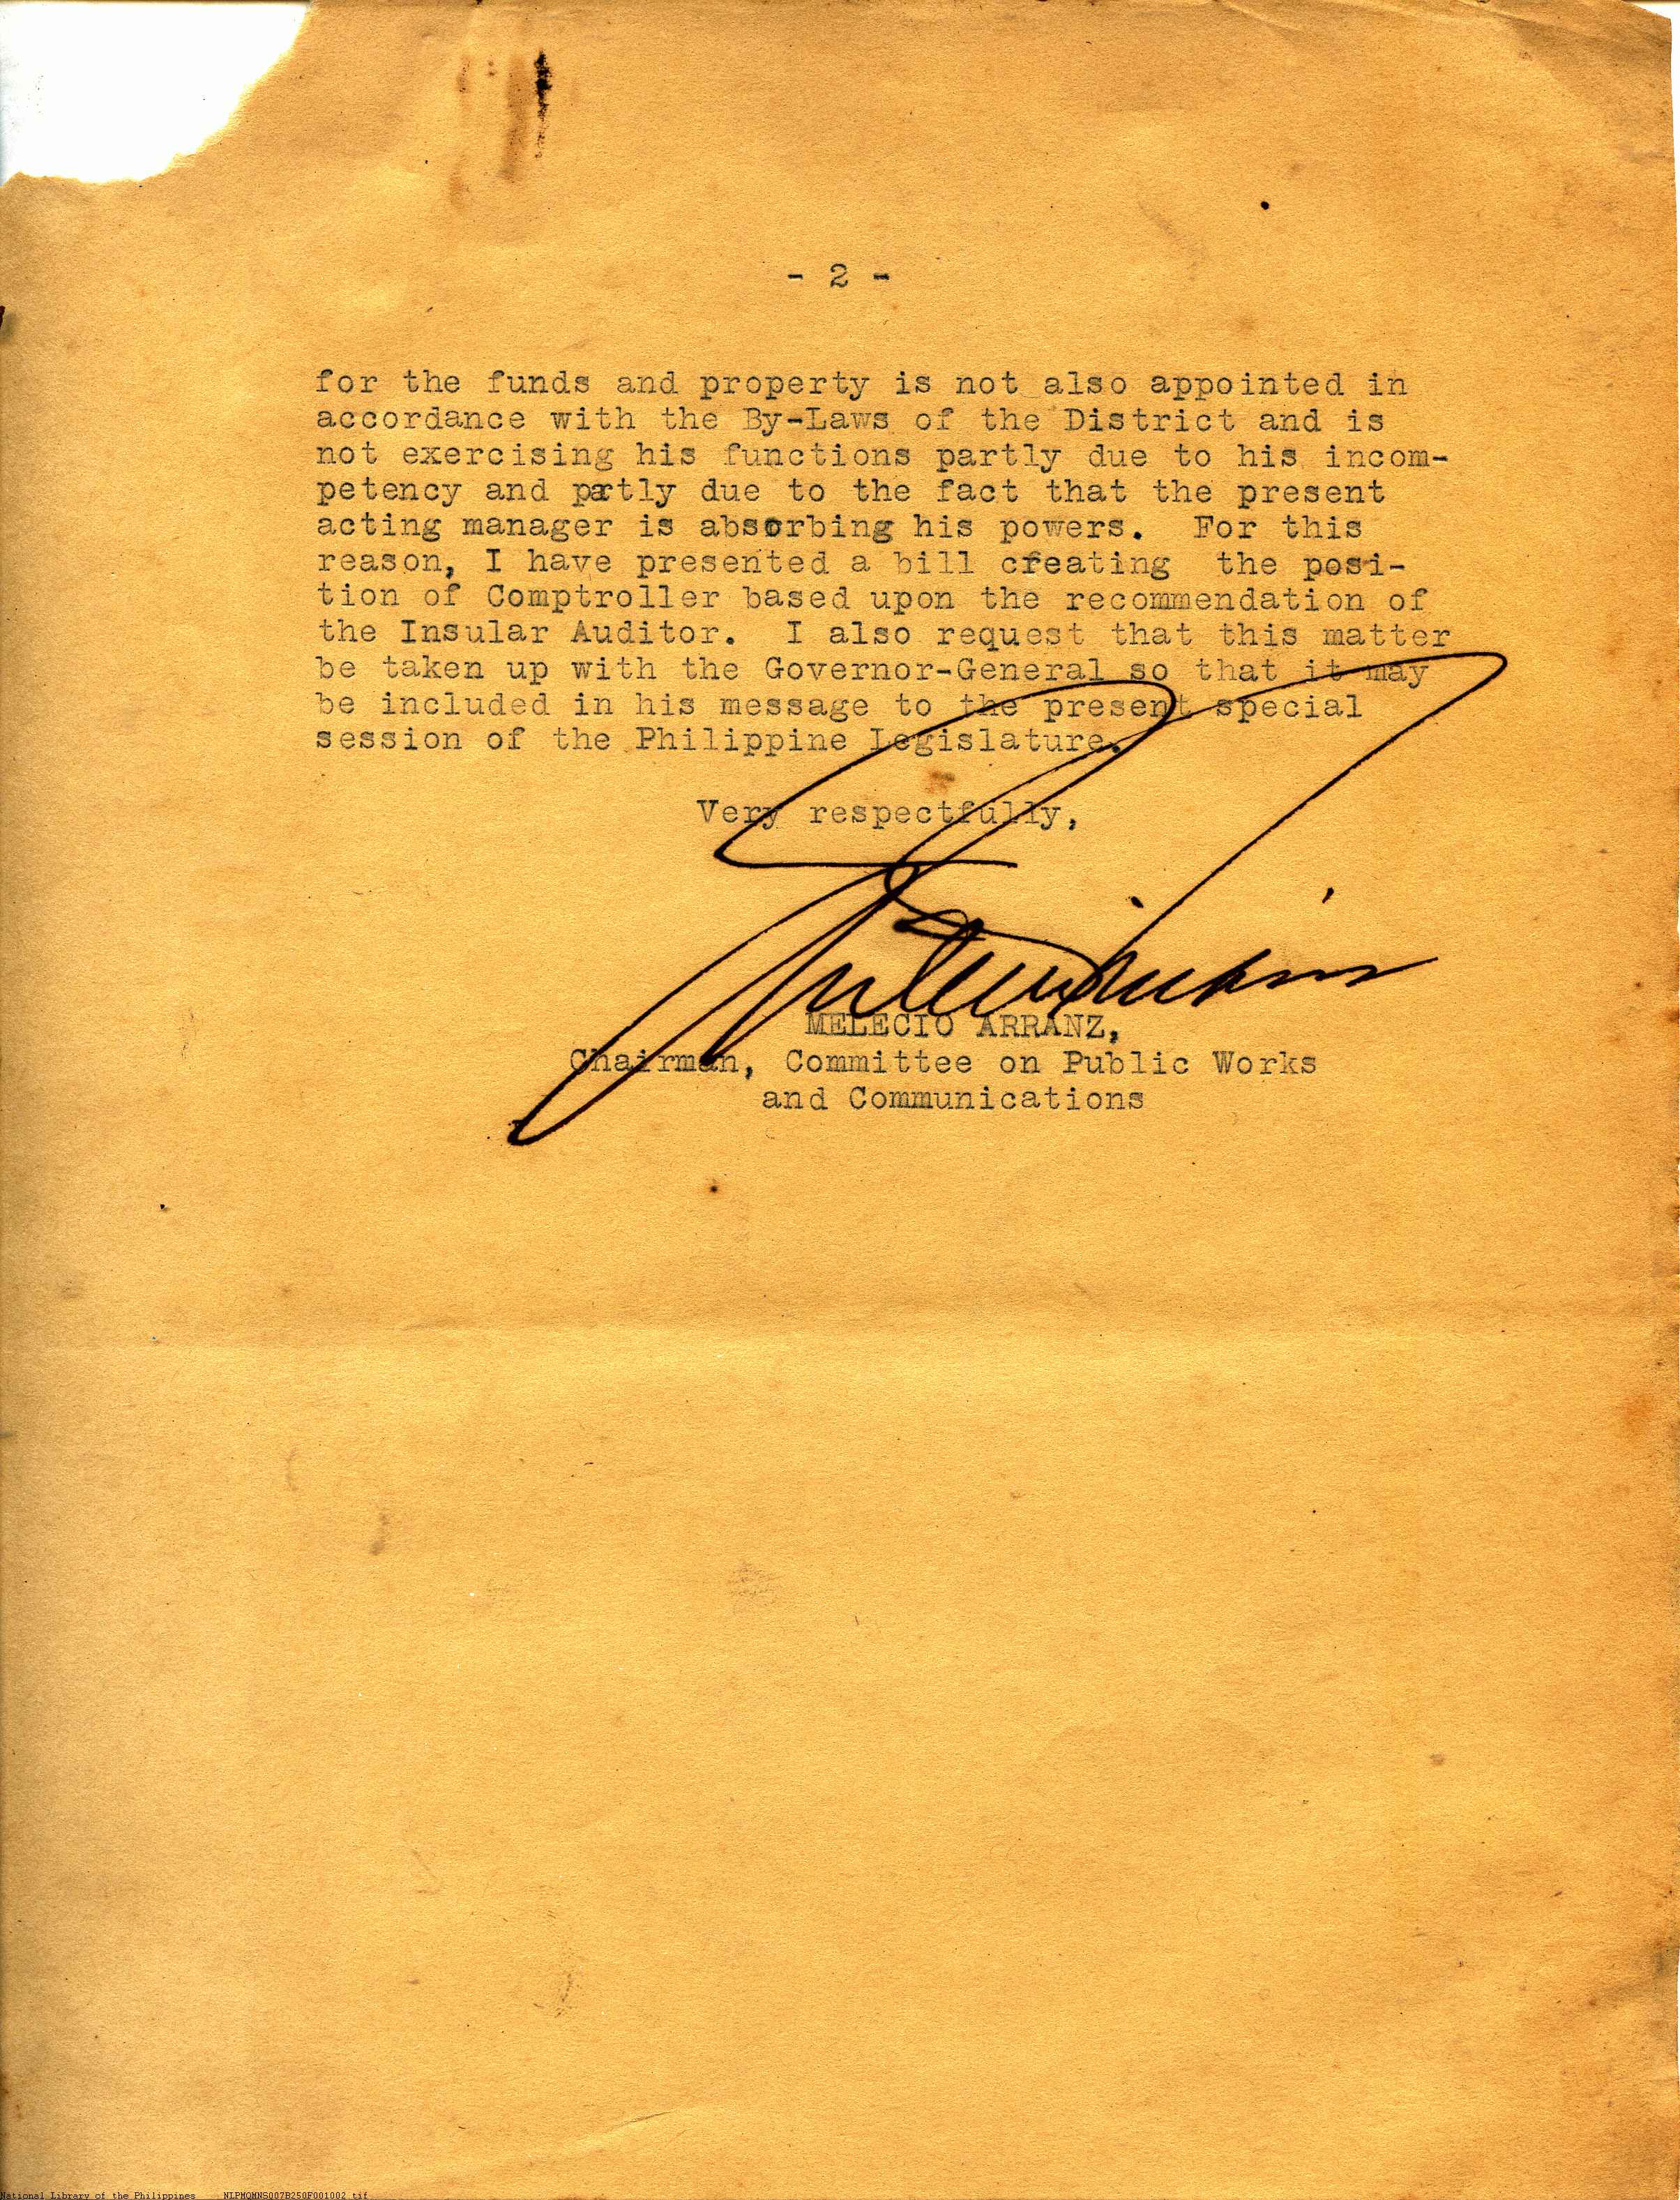 - 2 -
for the funds and property is not also appointed in
accordance with the By-Laws of the District and is
not exercising his functions partly due to his incom-
petency and partly due to the fact that the present
acting manager is absorbing his powers. For this
reason, I have presented a bill creating the posi-
tion of Comptroller based upon the recommendation of
the Insular Auditor. I also request that this matter
be taken up with the Governor-General so that it may
be included in his message to the present special
session of the Philippine Legislature.
Very respectfully,
MELECIO ARRANZ,
Chairman, Committee on Public Works
and Communications
National Library of the Philippines NLPMQMNS007B250F001002.tif